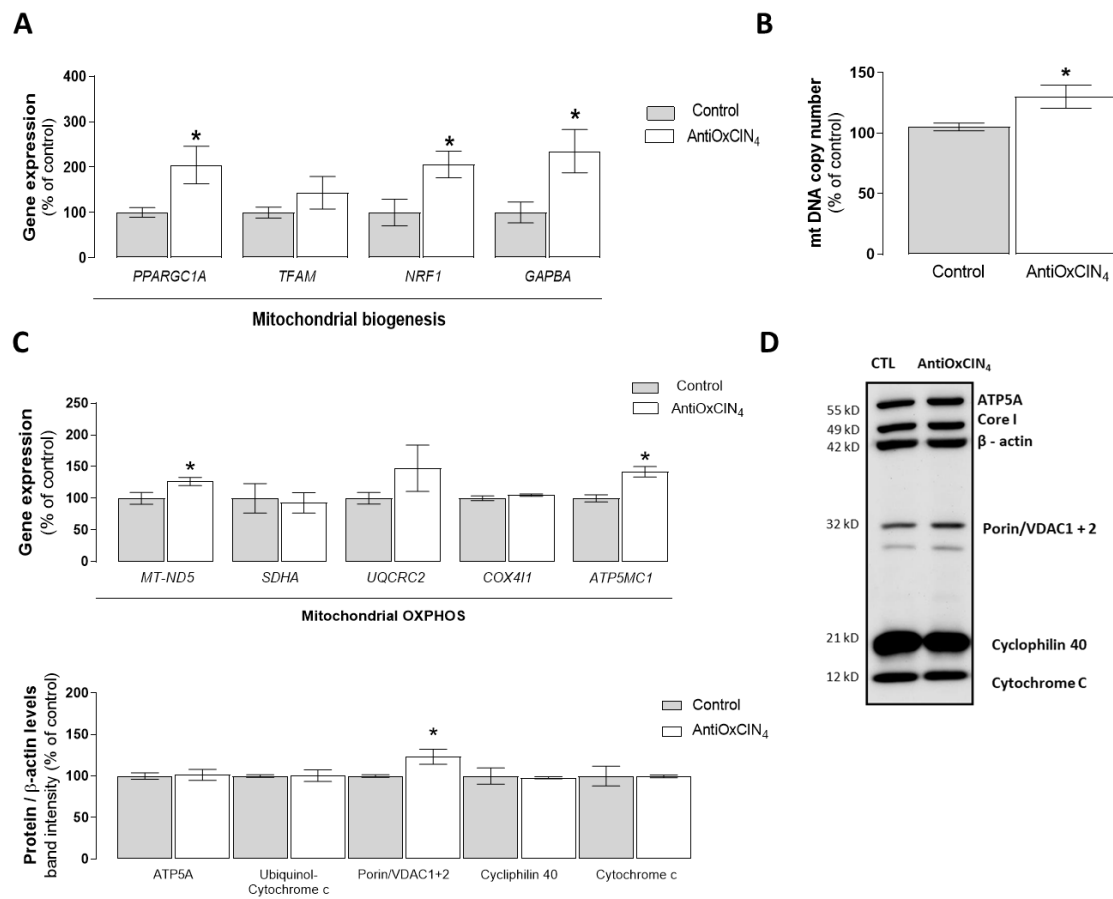 A
Gene expression
(% of control)
400
300
200
100
0
*
*
*
Control
AntiOxCIN₄
PPARGC1A
TFAM
NRF1
GAPBA
Mitochondrial biogenesis
B
mt DNA copy number
(% of control)
150
100
50
0
*
Control
AntiOxCIN₄
C
Gene expression
(% of control)
250
200
150
100
50
0
*
*
Control
AntiOxCIN₄
MT-ND5
SDHA
UQCRC2
COX4I1
ATP5MC1
Mitochondrial OXPHOS
Protein / β-actin levels
band intensity (% of control)
200
150
100
50
0
*
Control
AntiOxCIN₄
ATP5A
Ubiquinol-
Cytochrome c
Porin/VDAC1+2
Cycliphilin 40
Cytochrome c
D
CTL AntiOxCIN₄
55 kD
49 kD
42 kD
32 kD
21 kD
12 kD
ATP5A
Core I
β - actin
Porin/VDAC1 + 2
Cyclophilin 40
Cytochrome C